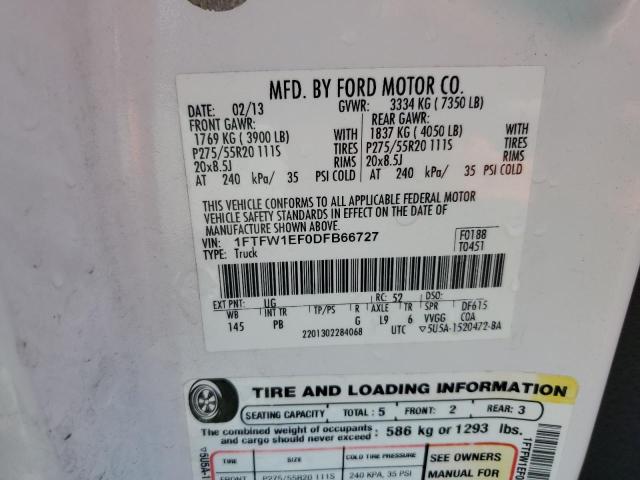 MFD. BY FORD MOTOR CO.
DATE: 02/13 GVWR: 3334 KG ( 7350 LB)
FRONT GAWR: REAR GAWR:
1769 KG ( 3900 LB) WITH 1837 KG ( 4050 LB) WITH
P275/55R20 111S TIRES P275/55R20 111S TIRES
20x8.5J RIMS 20x8.5J RIMS
AT 240 kPa/ 35 PSI COLD AT 240 kPa/ 35 PSI COLD
THIS VEHICLE CONFORMS TO ALL APPLICABLE FEDERAL MOTOR
VEHICLE SAFETY STANDARDS IN EFFECT ON THE DATE OF
MANUFACTURE SHOWN ABOVE.
VIN: 1FTFW1EF0DFB66727 F0188
TYPE: Truck T0451
EXT PNT: UG RC: 52 DSO:
WB INT TR TP/PS R AXLE TR SPR DF615
145 PB G L9 6 VVGG COA
2201302284068 UTC ▽5U5A-1520472-BA
TIRE AND LOADING INFORMATION
SEATING CAPACITY TOTAL : 5 FRONT: 2 REAR: 3
The combined weight of occupants
and cargo should never exceed : 586 kg or 1293 lbs.
TIRE SIZE COLD TIRE PRESSURE SEE OWNERS
FRONT P275/55R20 111S 240 KPA, 35 PSI MANUAL FOR